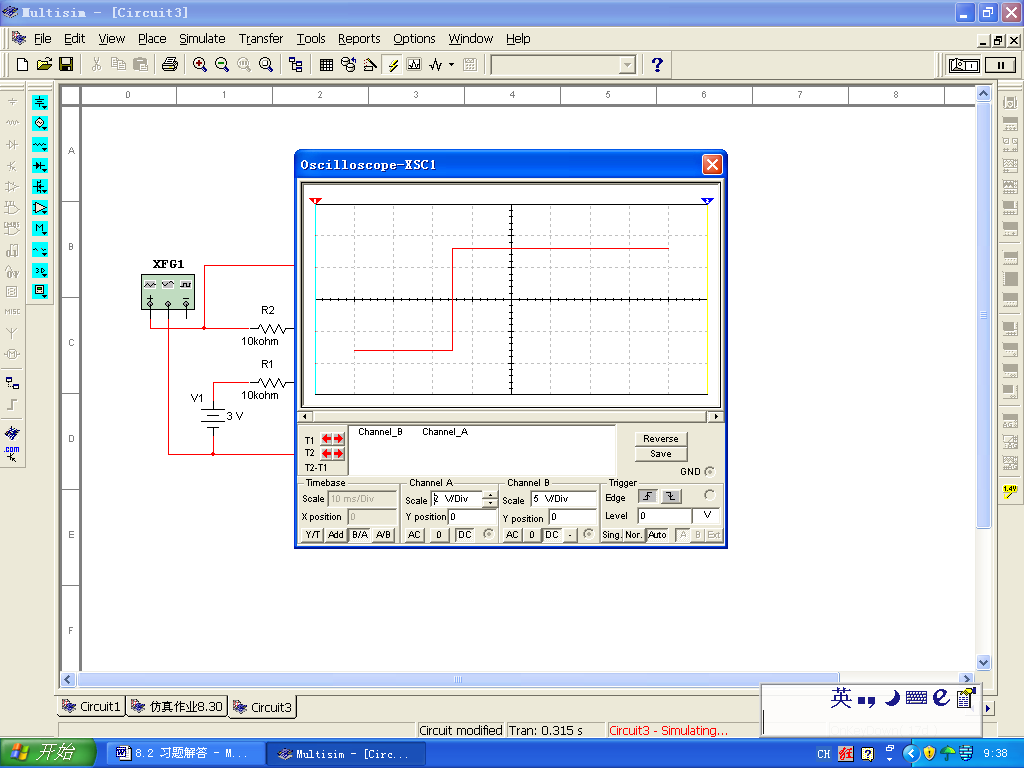 Multisim - [Circuit3]
File Edit View Place Simulate Transfer Tools Reports Options Window Help
0 1 2 3 4 5 6 7 8
A
B
C
D
E
F
MISC
.com
1.4v
XFG1
R2
10kohm
R1
10kohm
V1
3 V
Oscilloscope-XSC1
Channel_B Channel_A
T1
T2
T2-T1
Reverse
Save
GND
Timebase
Scale 10 ms/Div
X position 0
Y/T Add B/A A/B
Channel A
Scale 2 V/Div
Y position 0
AC 0 DC
Channel B
Scale 5 V/Div
Y position 0
AC 0 DC -
Trigger
Edge
Level 0 V
Sing. Nor. Auto A B Ext
Circuit1 仿真作业8.30 Circuit3
Circuit modified Tran: 0.315 s Circuit3 - Simulating...
英
开始 8.2 习题解答 - M... Multisim - [Circ... CH 9:38